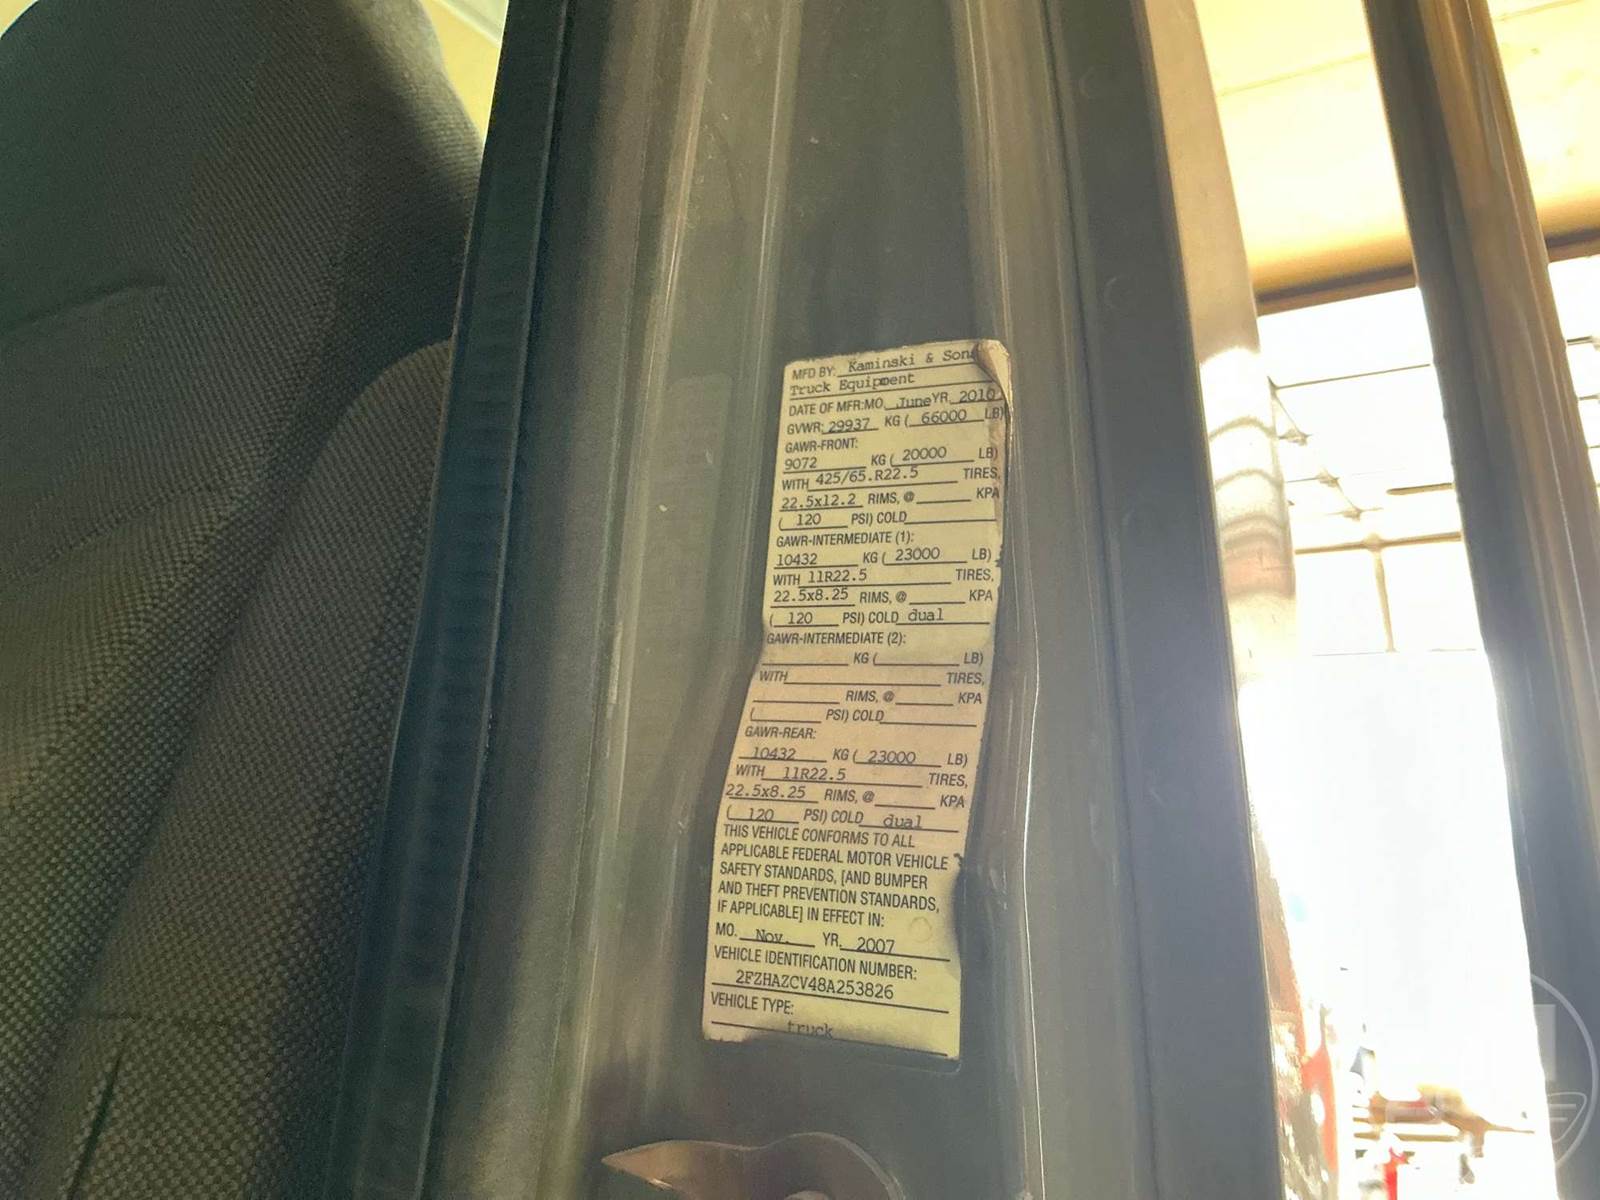 MFD BY: Kaminski & Sons
Truck Equipment
DATE OF MFR: MO. June YR. 2010
GVWR: 29937 KG ( 66000 LB)
GAWR-FRONT:
9072 KG ( 20000 LB)
WITH 425/65.R22.5 TIRES,
22.5x12.2 RIMS, @ KPA
( 120 PSI) COLD
GAWR-INTERMEDIATE (1):
10432 KG ( 23000 LB)
WITH 11R22.5 TIRES,
22.5x8.25 RIMS, @ KPA
( 120 PSI) COLD dual
GAWR-INTERMEDIATE (2):
KG ( LB)
WITH TIRES,
RIMS, @ KPA
( PSI) COLD
GAWR-REAR:
10432 KG ( 23000 LB)
WITH 11R22.5 TIRES,
22.5x8.25 RIMS, @ KPA
( 120 PSI) COLD dual
THIS VEHICLE CONFORMS TO ALL
APPLICABLE FEDERAL MOTOR VEHICLE
SAFETY STANDARDS, [AND BUMPER
AND THEFT PREVENTION STANDARDS,
IF APPLICABLE] IN EFFECT IN:
MO. Nov. YR. 2007
VEHICLE IDENTIFICATION NUMBER:
2FZHAZCV48A253826
VEHICLE TYPE:
truck